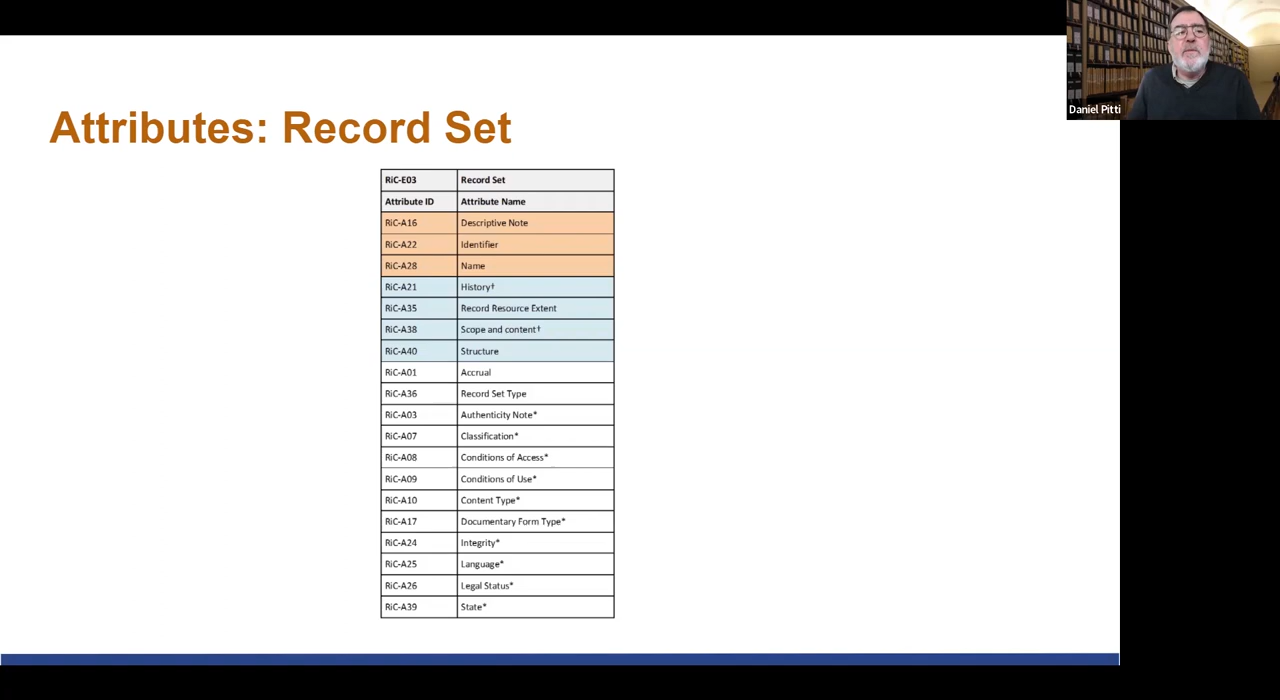 Daniel Pitti
Attributes: Record Set
RiC-E03 Record Set
Attribute ID Attribute Name
RiC-A16 Descriptive Note
RiC-A22 Identifier
RiC-A28 Name
RiC-A21 History†
RiC-A35 Record Resource Extent
RiC-A38 Scope and content†
RiC-A40 Structure
RiC-A01 Accrual
RiC-A36 Record Set Type
RiC-A03 Authenticity Note*
RiC-A07 Classification*
RiC-A08 Conditions of Access*
RiC-A09 Conditions of Use*
RiC-A10 Content Type*
RiC-A17 Documentary Form Type*
RiC-A24 Integrity*
RiC-A25 Language*
RiC-A26 Legal Status*
RiC-A39 State*